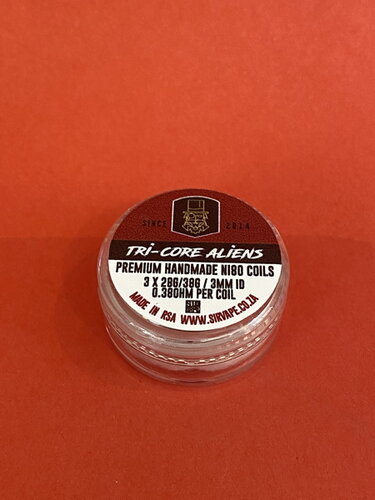 SINCE 2014
TRI-CORE ALIENS
PREMIUM HANDMADE NI80 COILS
3 X 28G/38G / 3MM ID
0.38OHM PER COIL
MADE IN RSA WWW.SIRVAPE.CO.ZA